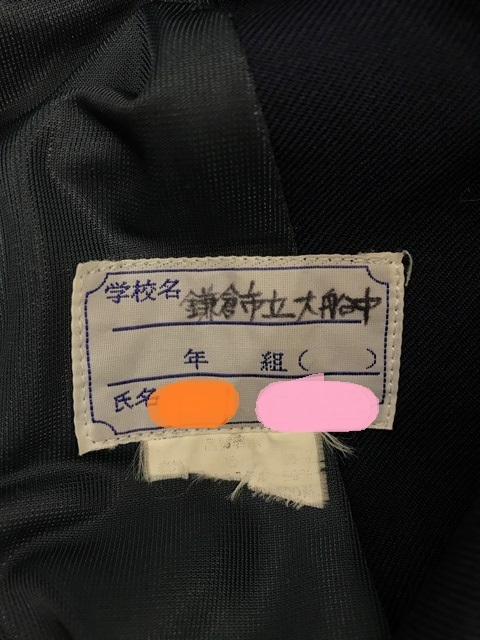 学校名 鎌倉市立大船中
年 組( )
氏名